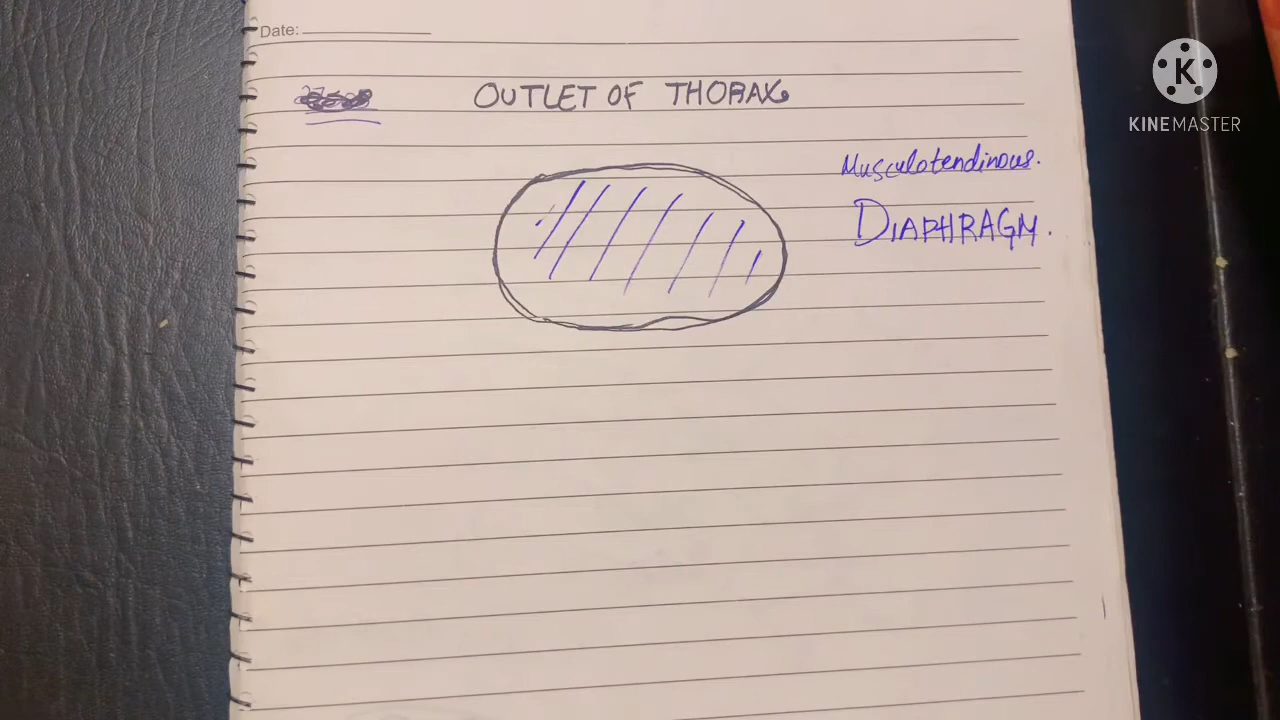 Date:
OUTLET OF THORAX
Musculotendinous.
DIAPHRAGM.
K
KINEMASTER